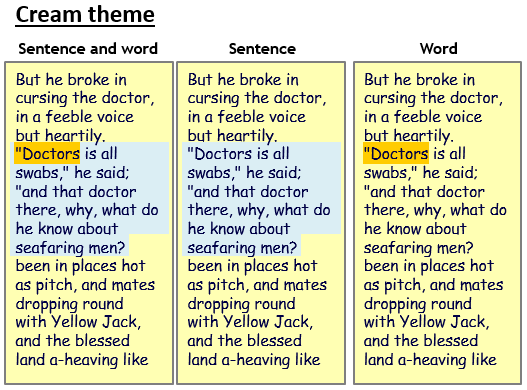 Cream theme
Sentence and word
But he broke in
cursing the doctor,
in a feeble voice
but heartily.
"Doctors is all
swabs," he said;
"and that doctor
there, why, what do
he know about
seafaring men?
been in places hot
as pitch, and mates
dropping round
with Yellow Jack,
and the blessed
land a-heaving like
Sentence
But he broke in
cursing the doctor,
in a feeble voice
but heartily.
"Doctors is all
swabs," he said;
"and that doctor
there, why, what do
he know about
seafaring men?
been in places hot
as pitch, and mates
dropping round
with Yellow Jack,
and the blessed
land a-heaving like
Word
But he broke in
cursing the doctor,
in a feeble voice
but heartily.
"Doctors is all
swabs," he said;
"and that doctor
there, why, what do
he know about
seafaring men?
been in places hot
as pitch, and mates
dropping round
with Yellow Jack,
and the blessed
land a-heaving like